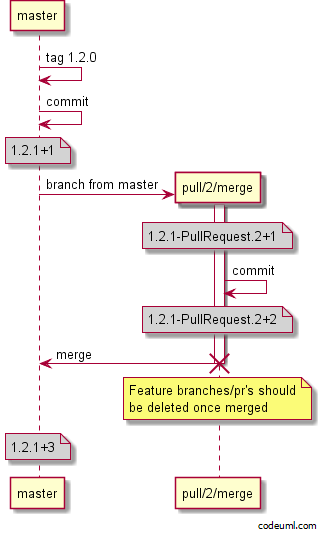 master
tag 1.2.0
commit
1.2.1+1
branch from master
pull/2/merge
1.2.1-PullRequest.2+1
commit
1.2.1-PullRequest.2+2
merge
Feature branches/pr's should
be deleted once merged
1.2.1+3
master
pull/2/merge
codeuml.com